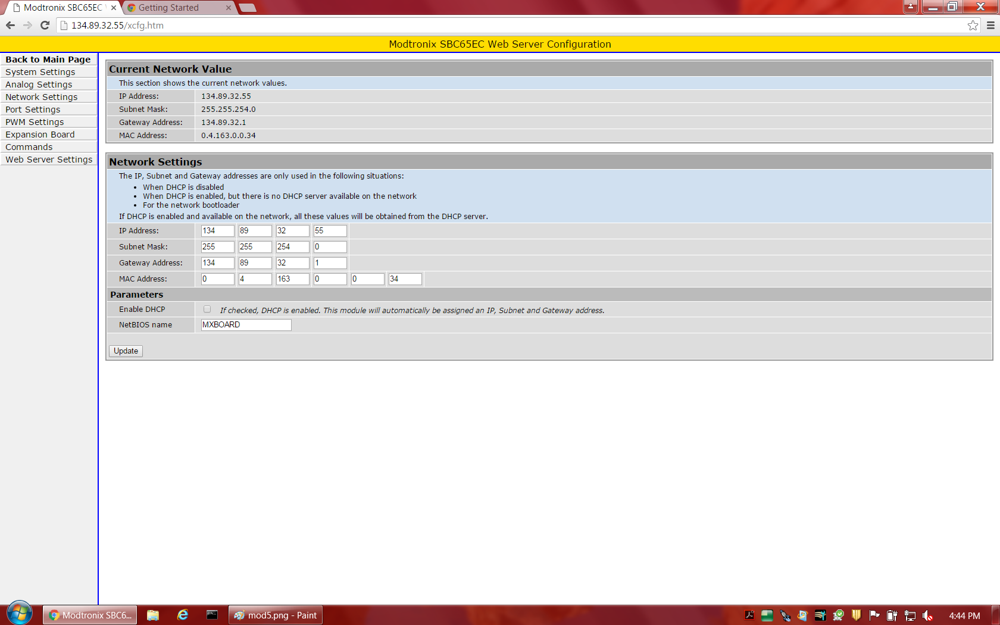 Modtronix SBC65EC
Getting Started
134.89.32.55/xcfg.htm
Modtronix SBC65EC Web Server Configuration
Back to Main Page
System Settings
Analog Settings
Network Settings
Port Settings
PWM Settings
Expansion Board
Commands
Web Server Settings
Current Network Value
This section shows the current network values.
IP Address: 134.89.32.55
Subnet Mask: 255.255.254.0
Gateway Address: 134.89.32.1
MAC Address: 0.4.163.0.0.34
Network Settings
The IP, Subnet and Gateway addresses are only used in the following situations:
• When DHCP is disabled
• When DHCP is enabled, but there is no DHCP server available on the network
• For the network bootloader
If DHCP is enabled and available on the network, all these values will be obtained from the DHCP server.
IP Address: 134 89 32 55
Subnet Mask: 255 255 254 0
Gateway Address: 134 89 32 1
MAC Address: 0 4 163 0 0 34
Parameters
Enable DHCP If checked, DHCP is enabled. This module will automatically be assigned an IP, Subnet and Gateway address.
NetBIOS name MXBOARD
Update
Modtronix SBC6...
mod5.png - Paint
4:44 PM